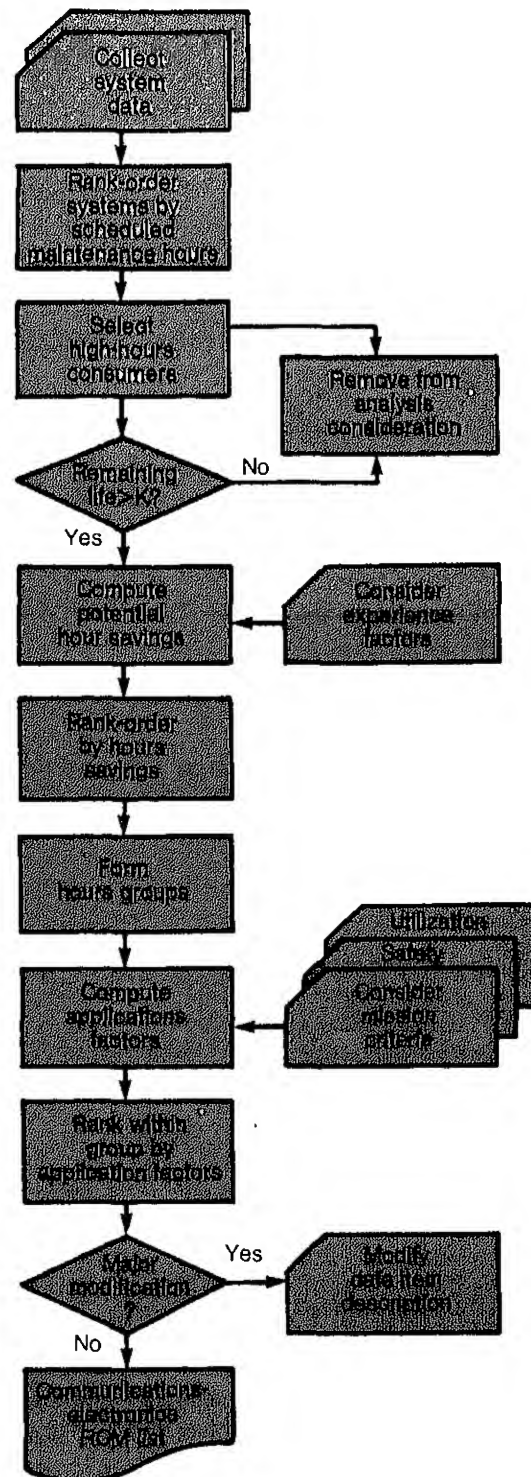 Collect
system
data
Rank-order
systems by
scheduled
maintenance hours
Select
high-hours
consumers
Remove from
analysis
consideration
Remaining
life>K?
No
Yes
Compute
potential
hour savings
Consider
experience
factors
Rank-order
by hours
savings
Form
hours groups
Utilization
Safety
Consider
mission
criteria
Compute
applications
factors
Rank within
group by
application factors
Major
modification
?
Yes
Modify
data item
description
No
Communications-
electronics
RCM list